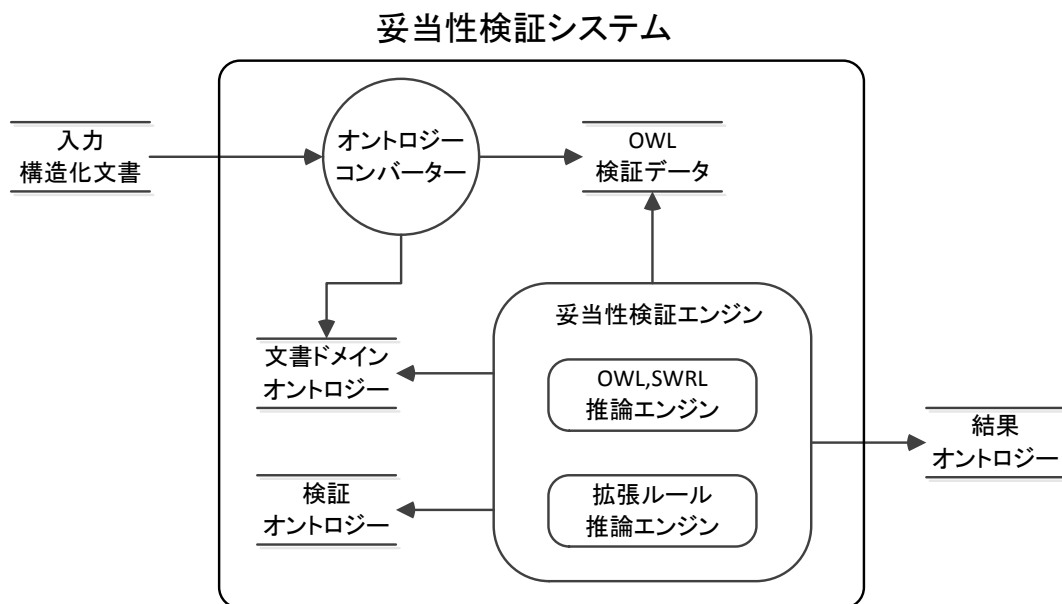 妥当性検証システム
入力
構造化文書
オントロジー
コンバーター
OWL
検証データ
妥当性検証エンジン
文書ドメイン
オントロジー
OWL,SWRL
推論エンジン
結果
オントロジー
検証
オントロジー
拡張ルール
推論エンジン